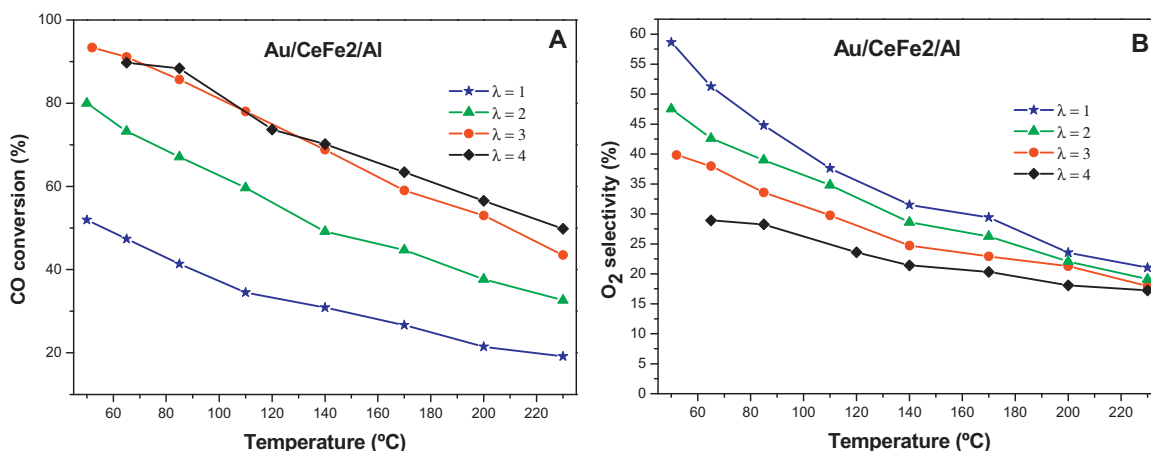 Au/CeFe2/Al
A
λ = 1
λ = 2
λ = 3
λ = 4
100
80
60
40
20
CO conversion (%)
60 80 100 120 140 160 180 200 220
Temperature (ºC)
Au/CeFe2/Al
B
λ = 1
λ = 2
λ = 3
λ = 4
60
55
50
45
40
35
30
25
20
15
10
5
0
O₂ selectivity (%)
60 80 100 120 140 160 180 200 220
Temperature (ºC)